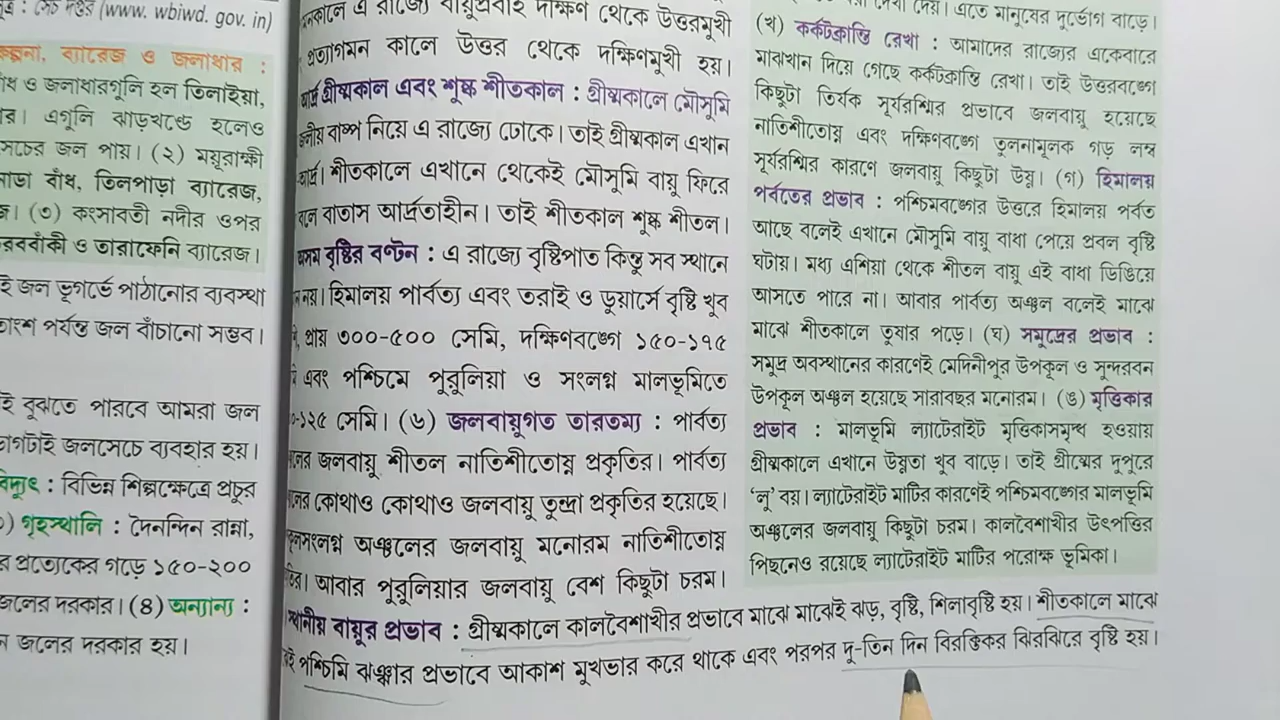 সেচ দপ্তর (www. wbiwd. gov. in)
ব্যারেজ ও জলাধার :
ও জলাধারগুলি হল তিলাইয়া,
এগুলি ঝাড়খণ্ডে হলেও
জল পায়। (২) ময়ূরাক্ষী
বাঁধ, তিলপাড়া ব্যারেজ,
(৩) কংসাবতী নদীর ওপর
ও তারাফেনি ব্যারেজ।
জল ভূগর্ভে পাঠানোর ব্যবস্থা
পর্যন্ত জল বাঁচানো সম্ভব।
বুঝতে পারবে আমরা জল
জলসেচে ব্যবহার হয়।
বিভিন্ন শিল্পক্ষেত্রে প্রচুর
গৃহস্থালি : দৈনন্দিন রান্না,
প্রত্যেকের গড়ে ১৫০-২০০
জলের দরকার। (৪) অন্যান্য :
জলের দরকার হয়।
এ রাজ্যে বায়ুপ্রবাহ দক্ষিণ থেকে উত্তরমুখী
প্রত্যাগমন কালে উত্তর থেকে দক্ষিণমুখী হয়।
আর্দ্র গ্রীষ্মকাল এবং শুষ্ক শীতকাল : গ্রীষ্মকালে মৌসুমি
বাষ্প নিয়ে এ রাজ্যে ঢোকে। তাই গ্রীষ্মকাল এখান
শীতকালে এখানে থেকেই মৌসুমি বায়ু ফিরে
বাতাস আর্দ্রতাহীন। তাই শীতকাল শুষ্ক শীতল।
অসম বৃষ্টির বণ্টন : এ রাজ্যে বৃষ্টিপাত কিন্তু সব স্থানে
নয়। হিমালয় পার্বত্য এবং তরাই ও ডুয়ার্সে বৃষ্টি খুব
প্রায় ৩০০-৫০০ সেমি, দক্ষিণবঙ্গে ১৫০-১৭৫
এবং পশ্চিমে পুরুলিয়া ও সংলগ্ন মালভূমিতে
-১২৫ সেমি। (৬) জলবায়ুগত তারতম্য : পার্বত্য
জলবায়ু শীতল নাতিশীতোষ্ণ প্রকৃতির। পার্বত্য
কোথাও কোথাও জলবায়ু তুন্দ্রা প্রকৃতির হয়েছে।
অঞ্চলের জলবায়ু মনোরম নাতিশীতোষ্ণ
আবার পুরুলিয়ার জলবায়ু বেশ কিছুটা চরম।
স্থানীয় বায়ুর প্রভাব : গ্রীষ্মকালে কালবৈশাখীর প্রভাবে মাঝে মাঝেই ঝড়, বৃষ্টি, শিলাবৃষ্টি হয়। শীতকালে মাঝে
পশ্চিমি ঝঞ্ঝার প্রভাবে আকাশ মুখভার করে থাকে এবং পরপর দু-তিন দিন বিরক্তিকর ঝিরঝিরে বৃষ্টি হয়।
দেখা দেয়। এতে মানুষের দুর্ভোগ বাড়ে।
(খ) কর্কটক্রান্তি রেখা : আমাদের রাজ্যের একেবারে
মাঝখান দিয়ে গেছে কর্কটক্রান্তি রেখা। তাই উত্তরবঙ্গে
কিছুটা তির্যক সূর্যরশ্মির প্রভাবে জলবায়ু হয়েছে
নাতিশীতোষ্ণ এবং দক্ষিণবঙ্গে তুলনামূলক গড় লম্ব
সূর্যরশ্মির কারণে জলবায়ু কিছুটা উষ্ণ। (গ) হিমালয়
পর্বতের প্রভাব : পশ্চিমবঙ্গের উত্তরে হিমালয় পর্বত
আছে বলেই এখানে মৌসুমি বায়ু বাধা পেয়ে প্রবল বৃষ্টি
ঘটায়। মধ্য এশিয়া থেকে শীতল বায়ু এই বাধা ডিঙিয়ে
আসতে পারে না। আবার পার্বত্য অঞ্চল বলেই মাঝে
মাঝে শীতকালে তুষার পড়ে। (ঘ) সমুদ্রের প্রভাব :
সমুদ্র অবস্থানের কারণেই মেদিনীপুর উপকূল ও সুন্দরবন
উপকূল অঞ্চল হয়েছে সারাবছর মনোরম। (ঙ) মৃত্তিকার
প্রভাব : মালভূমি ল্যাটেরাইট মৃত্তিকাসমৃদ্ধ হওয়ায়
গ্রীষ্মকালে এখানে উষ্ণতা খুব বাড়ে। তাই গ্রীষ্মের দুপুরে
‘লু’ বয়। ল্যাটেরাইট মাটির কারণেই পশ্চিমবঙ্গের মালভূমি
অঞ্চলের জলবায়ু কিছুটা চরম। কালবৈশাখীর উৎপত্তির
পিছনেও রয়েছে ল্যাটেরাইট মাটির পরোক্ষ ভূমিকা।